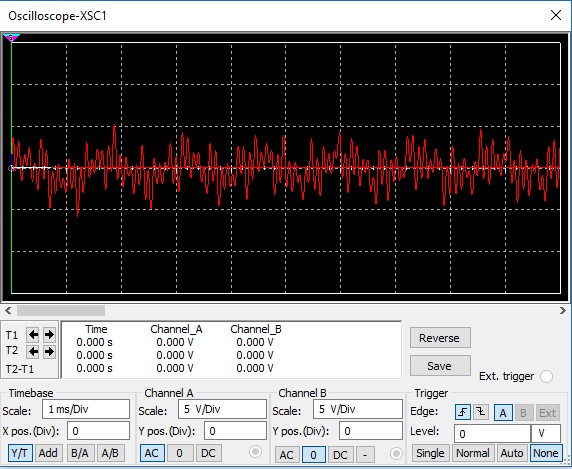 Oscilloscope-XSC1
Time Channel_A Channel_B
T1 0.000 s 0.000 V 0.000 V
T2 0.000 s 0.000 V 0.000 V
T2-T1 0.000 s 0.000 V 0.000 V
Reverse
Save
Ext. trigger
Timebase
Scale: 1 ms/Div
X pos.(Div): 0
Y/T Add B/A A/B
Channel A
Scale: 5 V/Div
Y pos.(Div): 0
AC 0 DC
Channel B
Scale: 5 V/Div
Y pos.(Div): 0
AC 0 DC -
Trigger
Edge: A B Ext
Level: 0 V
Single Normal Auto None